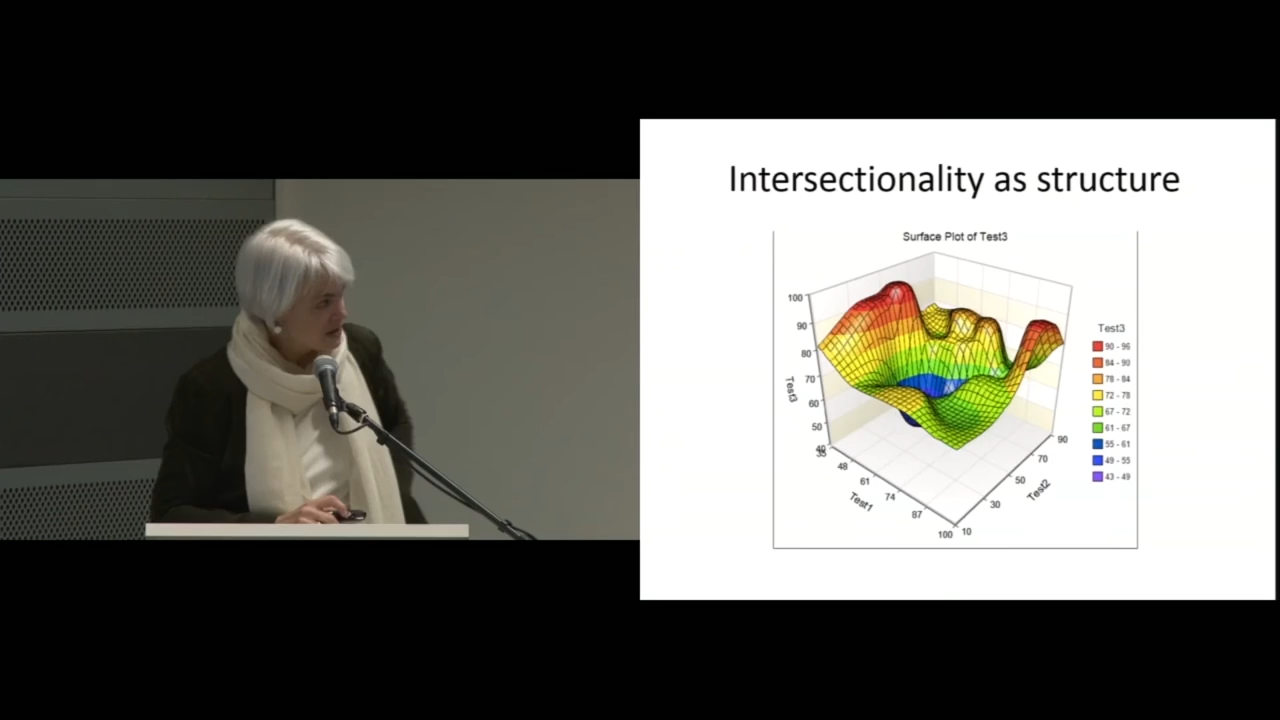 Intersectionality as structure
Surface Plot of Test3
100
90
80
70
60
50
40
Test3
35
48
61
74
87
100
Test1
10
30
50
70
90
Test2
Test3
90 - 96
84 - 90
78 - 84
72 - 78
67 - 72
61 - 67
55 - 61
49 - 55
43 - 49